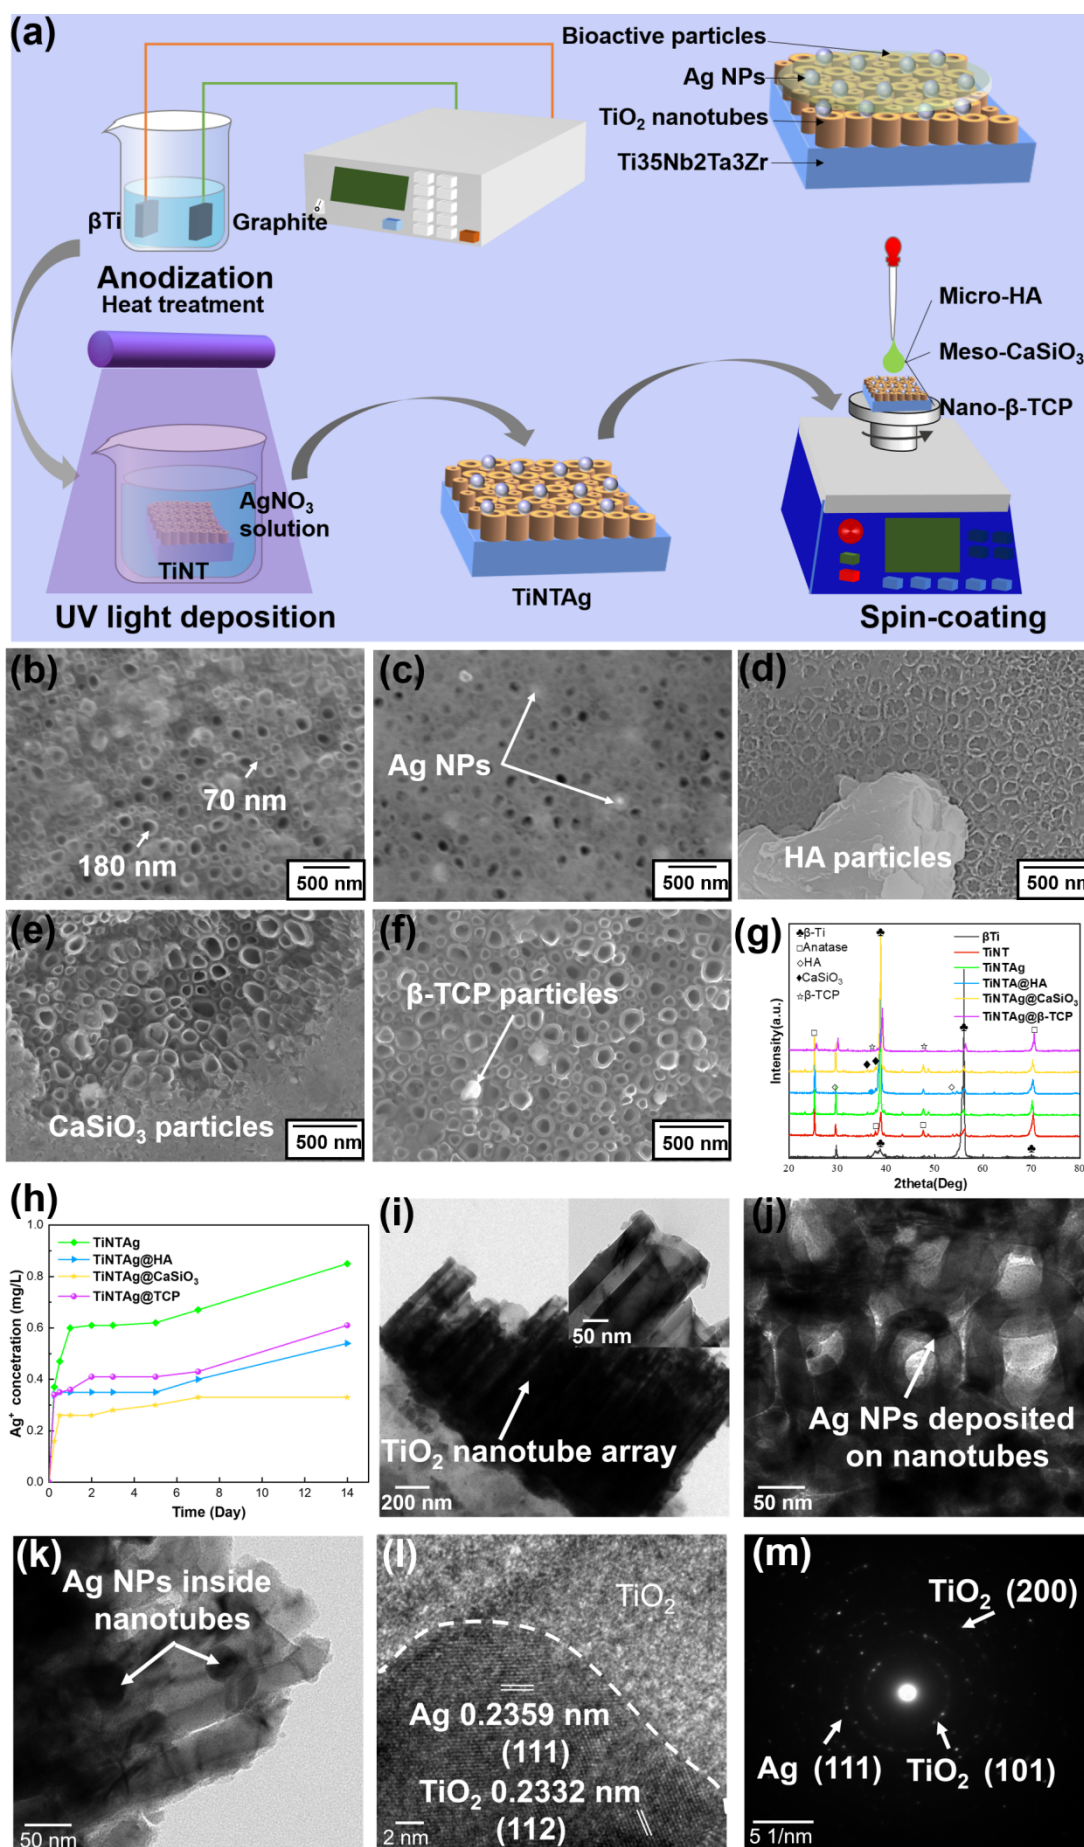 (a)
Bioactive particles
Ag NPs
TiO₂ nanotubes
Ti35Nb2Ta3Zr
βTi
Graphite
Anodization
Heat treatment
AgNO₃
solution
TiNT
UV light deposition
TiNTAg
Micro-HA
Meso-CaSiO₃
Nano-β-TCP
Spin-coating
(b)
70 nm
180 nm
500 nm
(c)
Ag NPs
500 nm
(d)
HA particles
500 nm
(e)
CaSiO₃ particles
500 nm
(f)
β-TCP particles
500 nm
(g)
♣β-Ti
□Anatase
◇HA
♦CaSiO₃
☆β-TCP
βTi
TiNT
TiNTAg
TiNTA@HA
TiNTAg@CaSiO₃
TiNTAg@β-TCP
Intensity(a.u.)
20 30 40 50 60 70 80
2theta(Deg)
(h)
TiNTAg
TiNTAg@HA
TiNTAg@CaSiO₃
TiNTAg@TCP
Ag⁺ concetration (mg/L)
1.0
0.8
0.6
0.4
0.2
0.0
0 2 4 6 8 10 12 14
Time (Day)
(i)
50 nm
TiO₂ nanotube array
200 nm
(j)
Ag NPs deposited
on nanotubes
50 nm
(k)
Ag NPs inside
nanotubes
50 nm
(l)
TiO₂
Ag 0.2359 nm
(111)
TiO₂ 0.2332 nm
(112)
2 nm
(m)
TiO₂ (200)
Ag (111)
TiO₂ (101)
5 1/nm